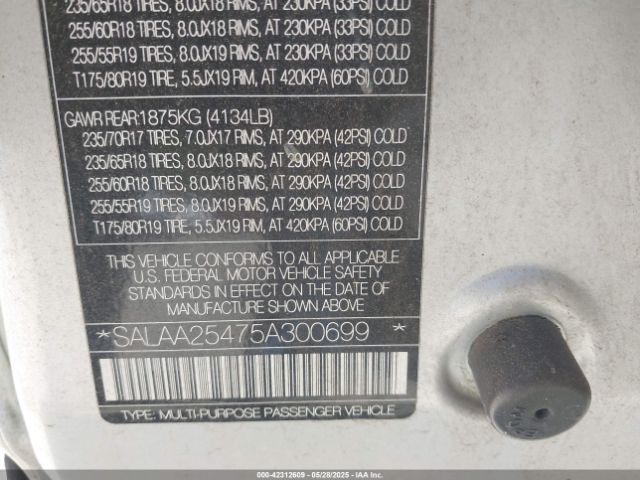 235/65R18 TIRES, 8.0JX18 RIMS, AT 230KPA (33PSI) COLD
255/60R18 TIRES, 8.0JX18 RIMS, AT 230KPA (33PSI) COLD
255/55R19 TIRES, 8.0JX19 RIMS, AT 230KPA (33PSI) COLD
T175/80R19 TIRE, 5.5JX19 RIM, AT 420KPA (60PSI) COLD
GAWR REAR:1875KG (4134LB)
235/70R17 TIRES, 7.0JX17 RIMS, AT 290KPA (42PSI) COLD
235/65R18 TIRES, 8.0JX18 RIMS, AT 290KPA (42PSI) COLD
255/60R18 TIRES, 8.0JX18 RIMS, AT 290KPA (42PSI) COLD
255/55R19 TIRES, 8.0JX19 RIMS, AT 290KPA (42PSI) COLD
T175/80R19 TIRE, 5.5JX19 RIM, AT 420KPA (60PSI) COLD
THIS VEHICLE CONFORMS TO ALL APPLICABLE
U.S. FEDERAL MOTOR VEHICLE SAFETY
STANDARDS IN EFFECT ON THE DATE OF
MANUFACTURE SHOWN ABOVE
*SALAA25475A300699*
TYPE: MULTI-PURPOSE PASSENGER VEHICLE
000-42312609 05/28/2025 IAAI.COM